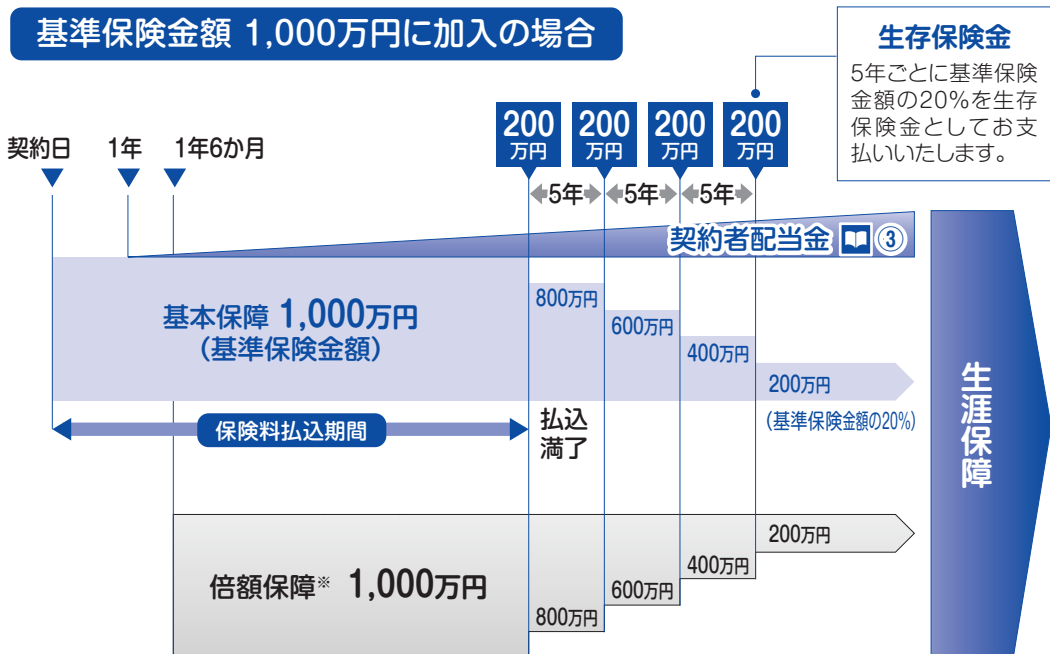 基準保険金額 1,000万円に加入の場合
生存保険金
5年ごとに基準保険
金額の20%を生存
保険金としてお支
払いいたします。
契約日
1年
1年6か月
200
万円
200
万円
200
万円
200
万円
5年
5年
5年
契約者配当金 ③
基本保障 1,000万円
(基準保険金額)
800万円
600万円
400万円
200万円
(基準保険金額の20%)
保険料払込期間
払込
満了
生涯保障
倍額保障※ 1,000万円
800万円
600万円
400万円
200万円